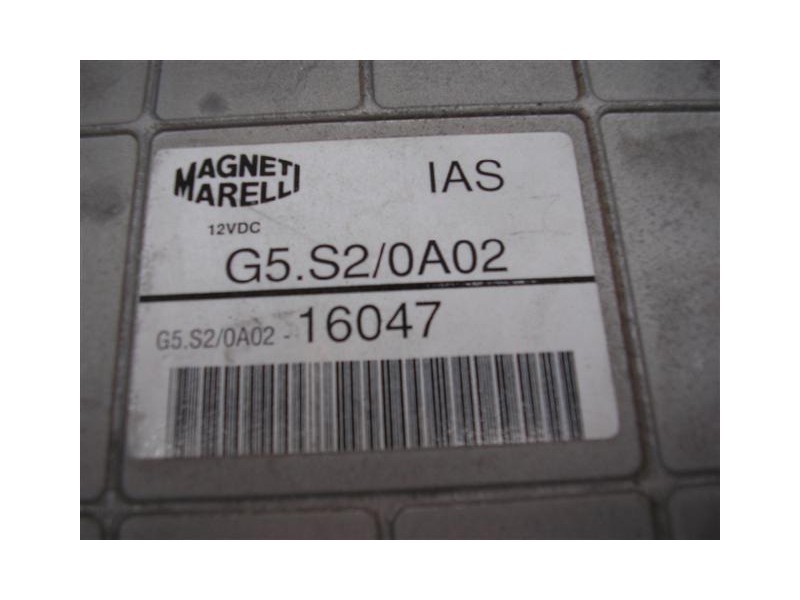 MAGNETI
MARELLI
IAS
12VDC
G5.S2/0A02
G5.S2/0A02 - 16047